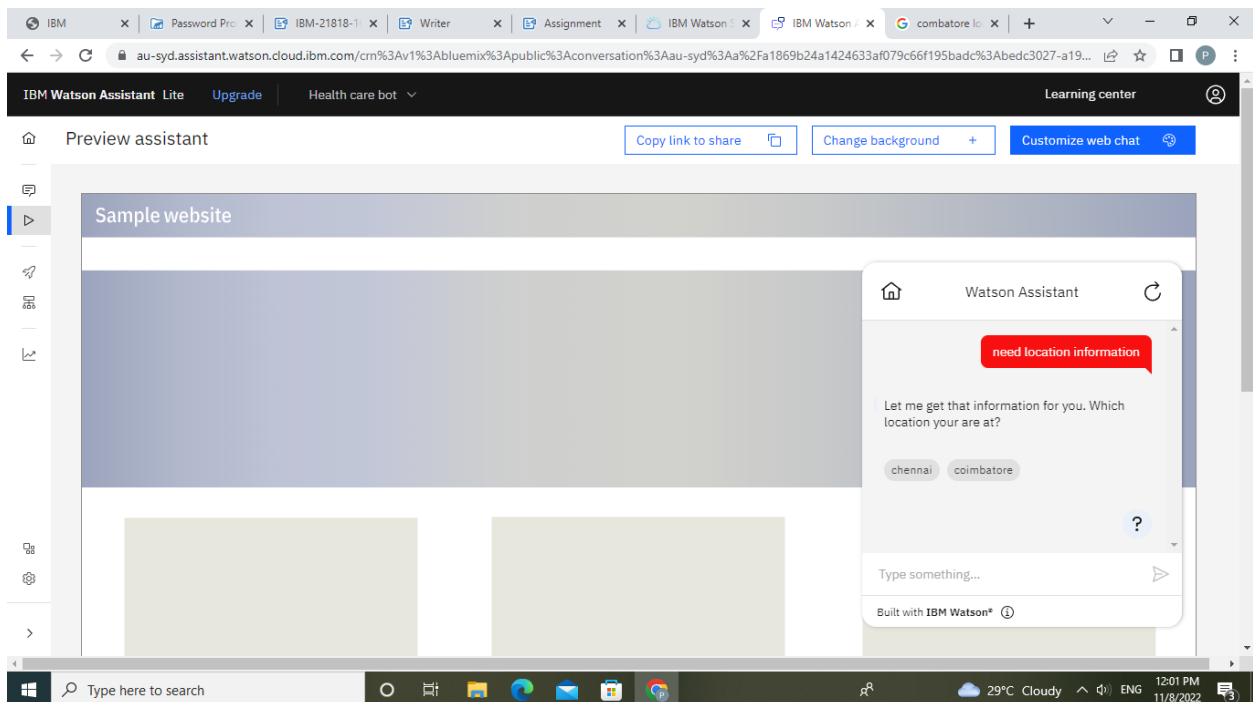 IBM
Password Pro
IBM-21818-1
Writer
Assignment
IBM Watson S
IBM Watson A
combatore lo
au-syd.assistant.watson.cloud.ibm.com/crn%3Av1%3Abluemix%3Apublic%3Aconversation%3Aau-syd%3Aa%2Fa1869b24a1424633af079c66f195badc%3Abedc3027-a19...
P
IBM Watson Assistant Lite Upgrade Health care bot Learning center
Preview assistant
Copy link to share
Change background +
Customize web chat
Sample website
Watson Assistant
need location information
Let me get that information for you. Which
location your are at?
chennai coimbatore
?
Type something...
Built with IBM Watson®
Type here to search
29°C Cloudy
ENG
12:01 PM
11/8/2022
3